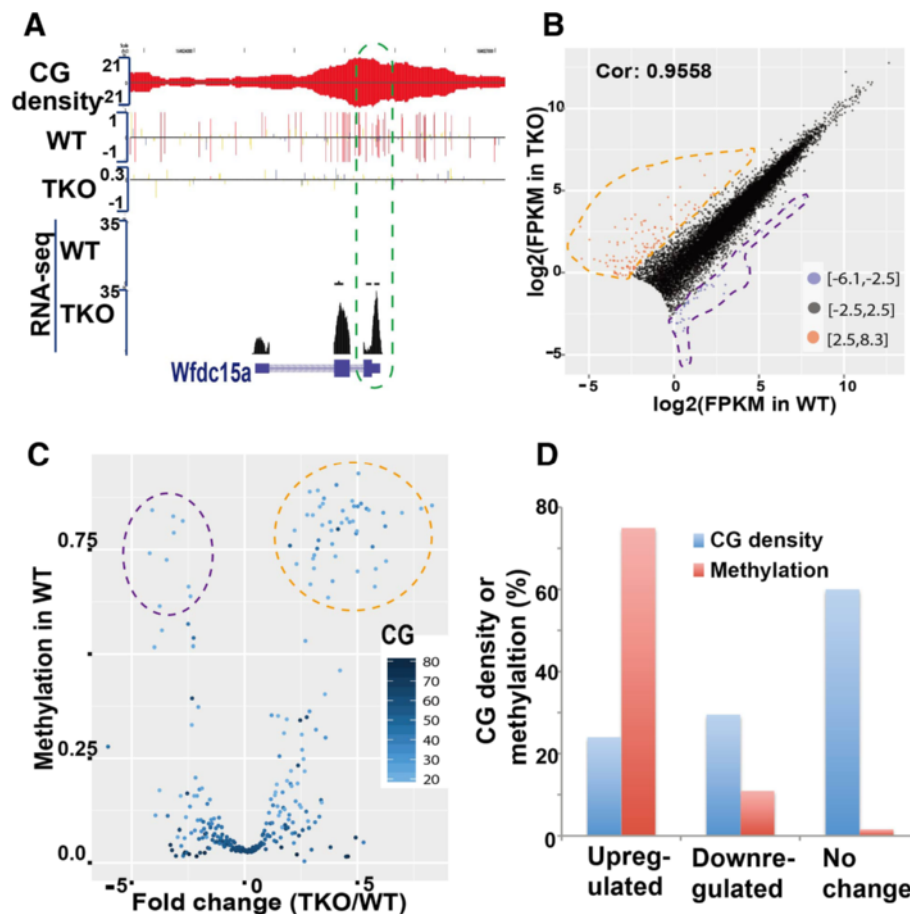 A
CG density
21
-21
WT
1
-1
TKO
0.3
-1
RNA-seq
WT
35
TKO
35
Wfdc15a
B
Cor: 0.9558
log2(FPKM in TKO)
10
5
0
-5
[-6.1,-2.5]
[-2.5,2.5]
[2.5,8.3]
-5
0
5
10
log2(FPKM in WT)
C
Methylation in WT
0.75
0.25
0.0
CG
80
70
60
50
40
30
20
-5
0
5
Fold change (TKO/WT)
D
CG density or
methylaltion (%)
80
60
40
20
0
CG density
Methylation
Upreg-
ulated
Downre-
gulated
No
change